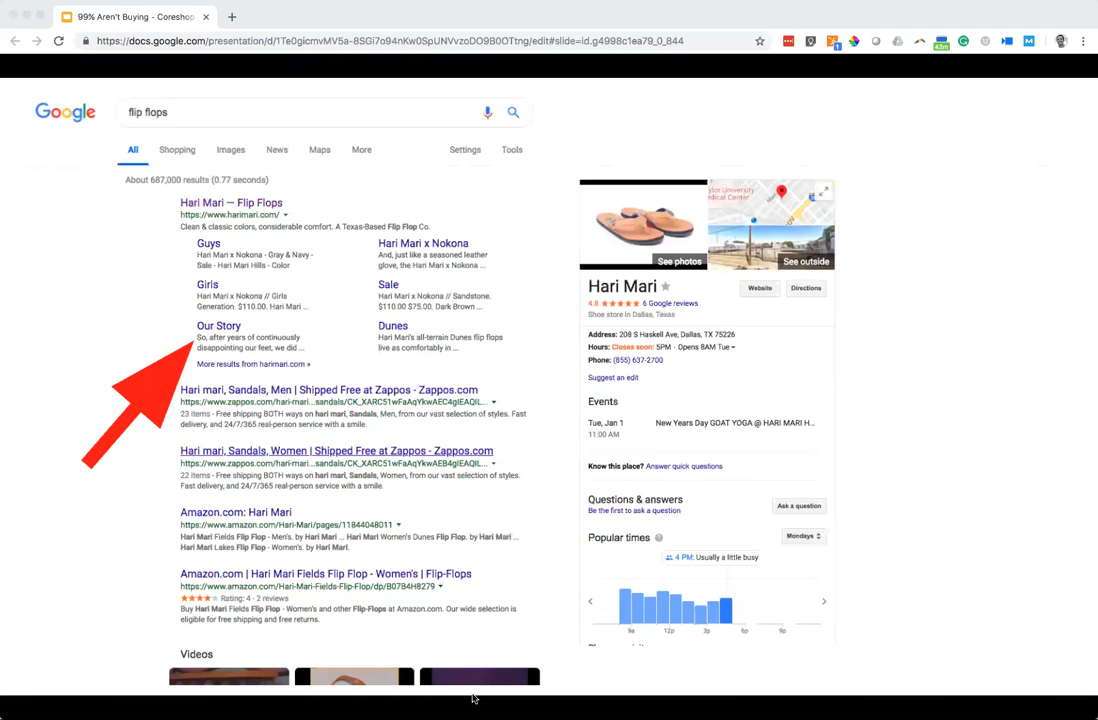 99% Aren't Buying - Coreshop
https://docs.google.com/presentation/d/1Te0gicmvMV5a-8SGi7o94nKw0SpUNVvzoDO9B0OTtng/edit#slide=id.g4998c1ea79_0_844
1
42m
Google
flip flops
All Shopping Images News Maps More Settings Tools
About 687,000 results (0.77 seconds)
Hari Mari — Flip Flops
https://www.harimari.com/
Clean & classic colors, considerable comfort. A Texas-Based Flip Flop Co.
Guys
Hari Mari x Nokona - Gray & Navy -
Sale - Hari Mari Hills - Color
Hari Mari x Nokona
And, just like a seasoned leather
glove, the Hari Mari x Nokona ...
Girls
Hari Mari x Nokona // Girls
Generation. $110.00. Hari Mari ...
Sale
Hari Mari x Nokona // Sandstone.
$110.00 $75.00. Dark Brown ...
Our Story
So, after years of continuously
disappointing our feet, we did ...
Dunes
Hari Mari's all-terrain Dunes flip flops
live as comfortably in ...
More results from harimari.com »
Hari mari, Sandals, Men | Shipped Free at Zappos - Zappos.com
https://www.zappos.com/hari-mari...sandals/CK_XARC51wFaAqYkwAEC4gIEAQIL...
23 items - Free shipping BOTH ways on hari mari, Sandals, Men, from our vast selection of styles. Fast
delivery, and 24/7/365 real-person service with a smile.
Hari mari, Sandals, Women | Shipped Free at Zappos - Zappos.com
https://www.zappos.com/hari-mari...sandals/CK_XARC51wFaAqYkwAEB4gIEAQIL...
22 items - Free shipping BOTH ways on hari mari, Sandals, Women, from our vast selection of styles.
Fast delivery, and 24/7/365 real-person service with a smile.
Amazon.com: Hari Mari
https://www.amazon.com/Hari-Mari/pages/11844048011
Hari Mari Fields Flip Flop - Men's. by Hari Mari ... Hari Mari Women's Dunes Flip Flop. by Hari Mari ...
Hari Mari Lakes Flip Flop - Women's. by Hari Mari.
Amazon.com | Hari Mari Fields Flip Flop - Women's | Flip-Flops
https://www.amazon.com/Hari-Mari-Fields-Flip-Flop/dp/B07B4H8279
Rating: 4 - 2 reviews
Buy Hari Mari Fields Flip Flop - Women's and other Flip-Flops at Amazon.com. Our wide selection is
eligible for free shipping and free returns.
Videos
aylor University
edical Center
See photos
See outside
Hari Mari
Website Directions
4.8 6 Google reviews
Shoe store in Dallas, Texas
Address: 208 S Haskell Ave, Dallas, TX 75226
Hours: Closes soon: 5PM · Opens 8AM Tue
Phone: (855) 637-2700
Suggest an edit
Events
Tue, Jan 1 New Years Day GOAT YOGA @ HARI MARI H...
11:00 AM
Know this place? Answer quick questions
Questions & answers
Be the first to ask a question
Ask a question
Popular times
Mondays
4 PM: Usually a little busy
9a 12p 3p 6p 9p